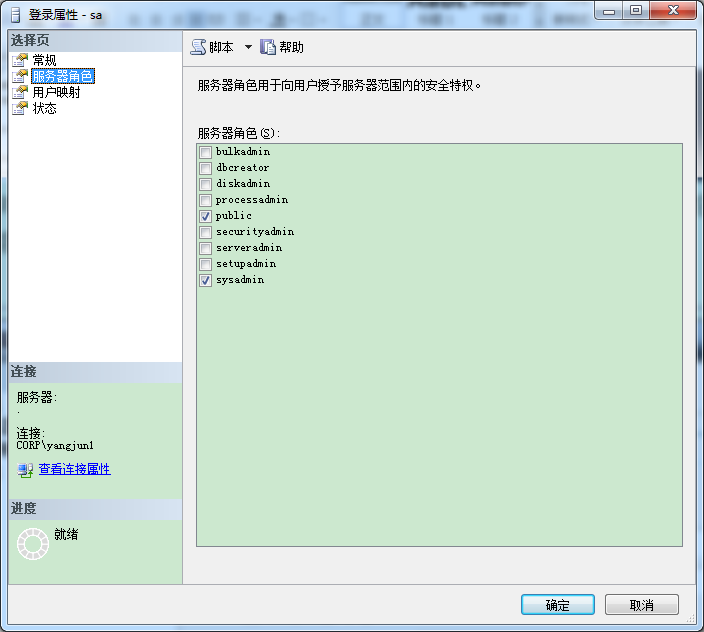 登录属性 - sa
选择页
常规
服务器角色
用户映射
状态
脚本
帮助
服务器角色用于向用户授予服务器范围内的安全特权。
服务器角色(S):
bulkadmin
dbcreator
diskadmin
processadmin
public
securityadmin
serveradmin
setupadmin
sysadmin
连接
服务器:
.
连接:
CORP\yangjun1
查看连接属性
进度
就绪
确定
取消